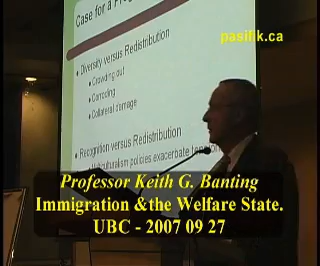 Case for a
pasifik.ca
Diversity versus Redistribution
Crowding out
Corroding
Collateral damage
Recognition versus Redistribution
policies exacerbate
Professor Keith G. Banting
Immigration &the Welfare State.
UBC - 2007 09 27